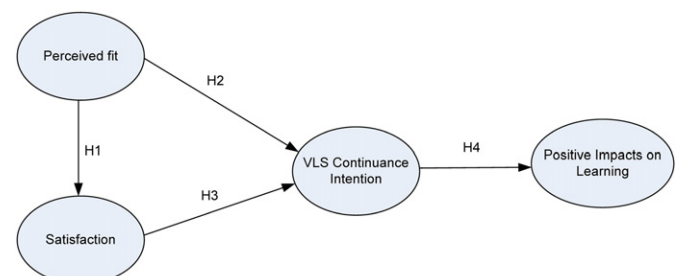 Perceived fit
H2
H1
VLS Continuance
Intention
H4
Positive Impacts on
Learning
H3
Satisfaction